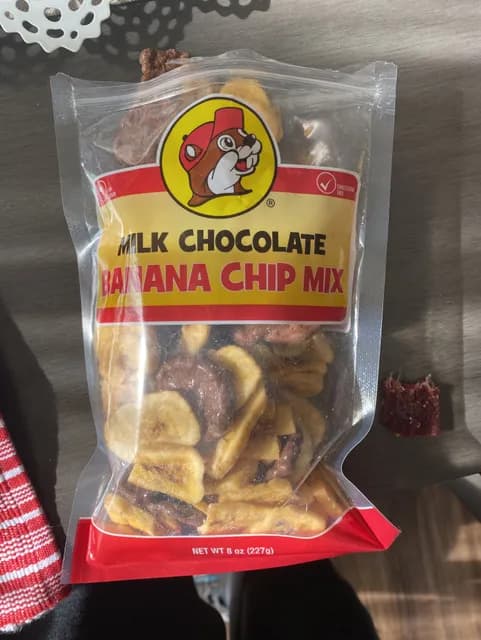 ®
MILK CHOCOLATE
BANANA CHIP MIX
NET WT 8 oz (227g)